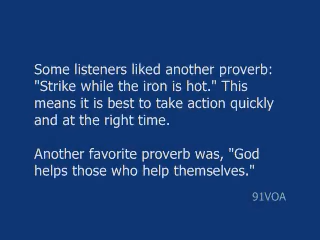 Some listeners liked another proverb:
"Strike while the iron is hot." This
means it is best to take action quickly
and at the right time.
Another favorite proverb was, "God
helps those who help themselves."
91VOA